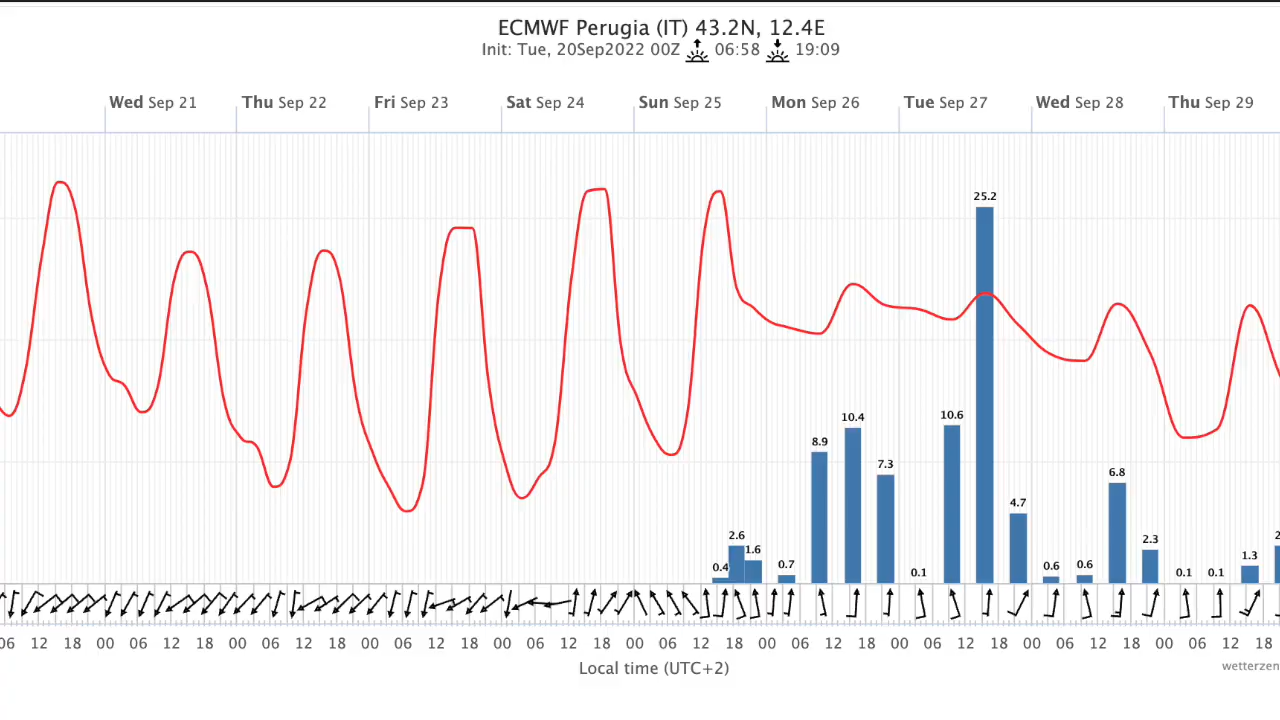 ECMWF Perugia (IT) 43.2N, 12.4E
Init: Tue, 20Sep2022 00Z 06:58 19:09
Wed Sep 21 Thu Sep 22 Fri Sep 23 Sat Sep 24 Sun Sep 25 Mon Sep 26 Tue Sep 27 Wed Sep 28 Thu Sep 29
25.2
10.4 10.6
8.9
7.3 6.8
4.7
2.6
1.6 2.3 2
0.4 0.7 0.1 0.6 0.6 0.1 0.1 1.3
06 12 18 00 06 12 18 00 06 12 18 00 06 12 18 00 06 12 18 00 06 12 18 00 06 12 18 00 06 12 18 00 06 12 18 00 06 12 18
Local time (UTC+2)
wetterzen